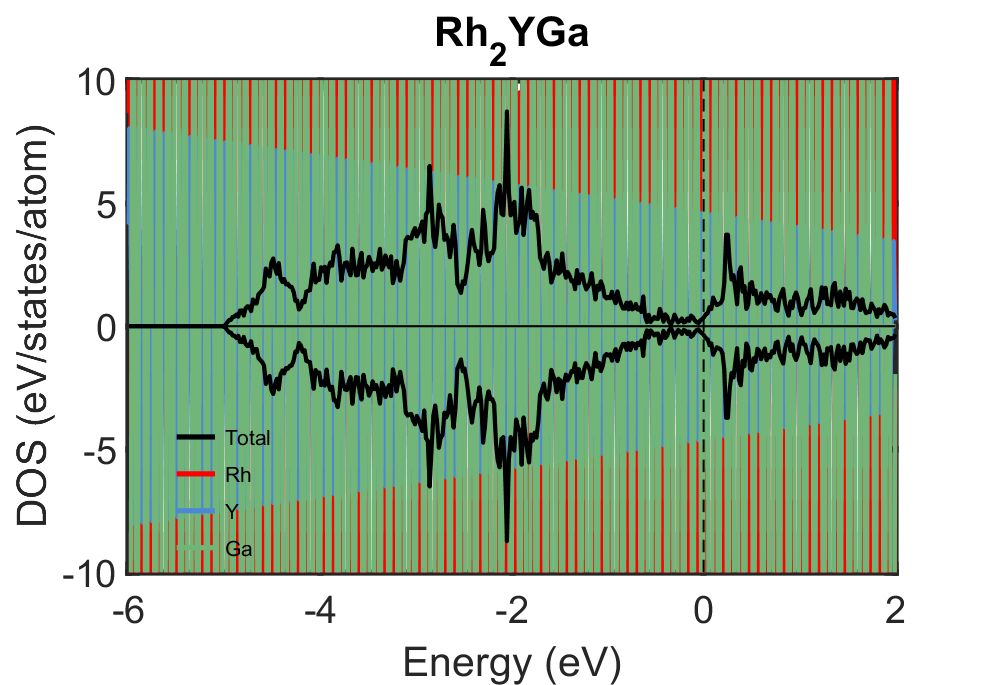 Rh₂YGa
DOS (eV/states/atom)
10
5
0
-5
-10
Total
Rh
Y
Ga
-6 -4 -2 0 2
Energy (eV)